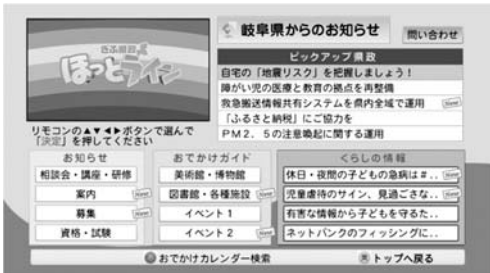 ぎふ県政
ほっとライン
岐阜県からのお知らせ
問い合わせ
ピックアップ県政
自宅の「地震リスク」を把握しましょう！
障がい児の医療と教育の拠点を再整備
救急搬送情報共有システムを県内全域で運用 New
「ふるさと納税」にご協力を
PM2．5の注意喚起に関する運用
リモコンの▲▼◀▶ボタンで選んで
「決定」を押してください
お知らせ
相談会・講座・研修
案内 New
募集 New
資格・試験
おでかけガイド
美術館・博物館
図書館・各種施設 New
イベント1
イベント2 New
くらしの情報
休日・夜間の子どもの急病は＃．． New
児童虐待のサイン、見過ごさな．． New
有害な情報から子どもを守るた．．
ネットバンクのフィッシングに．．
おでかけカレンダー検索
トップへ戻る